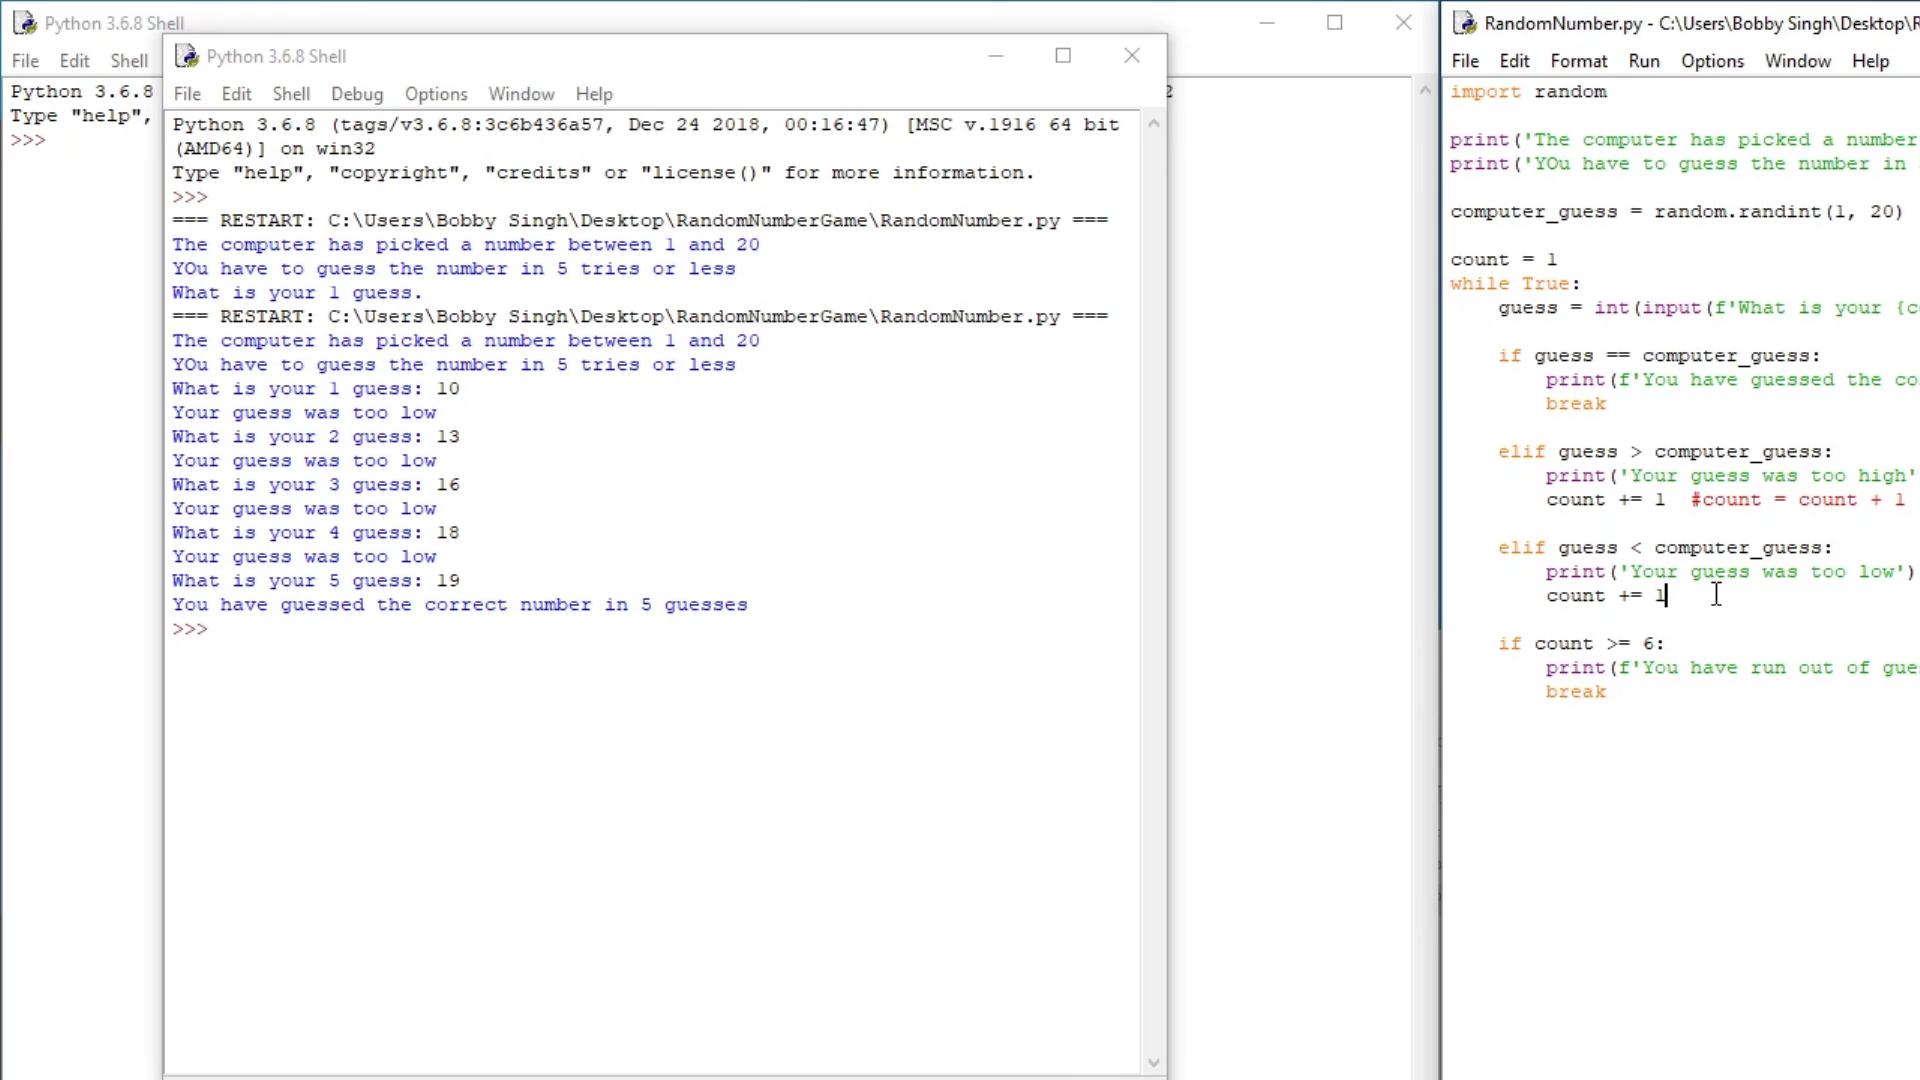 Python 3.6.8 Shell
File Edit Shell
Python 3.6.8
Type "help",
>>>
2
Python 3.6.8 Shell
File Edit Shell Debug Options Window Help
Python 3.6.8 (tags/v3.6.8:3c6b436a57, Dec 24 2018, 00:16:47) [MSC v.1916 64 bit
(AMD64)] on win32
Type "help", "copyright", "credits" or "license()" for more information.
>>>
=== RESTART: C:\Users\Bobby Singh\Desktop\RandomNumberGame\RandomNumber.py ===
The computer has picked a number between 1 and 20
YOu have to guess the number in 5 tries or less
What is your 1 guess.
=== RESTART: C:\Users\Bobby Singh\Desktop\RandomNumberGame\RandomNumber.py ===
The computer has picked a number between 1 and 20
YOu have to guess the number in 5 tries or less
What is your 1 guess: 10
Your guess was too low
What is your 2 guess: 13
Your guess was too low
What is your 3 guess: 16
Your guess was too low
What is your 4 guess: 18
Your guess was too low
What is your 5 guess: 19
You have guessed the correct number in 5 guesses
>>>
RandomNumber.py - C:\Users\Bobby Singh\Desktop\R
File Edit Format Run Options Window Help
import random
print('The computer has picked a number
print('YOu have to guess the number in
computer_guess = random.randint(1, 20)
count = 1
while True:
guess = int(input(f'What is your {c
if guess == computer_guess:
print(f'You have guessed the co
break
elif guess > computer_guess:
print('Your guess was too high'
count += 1  #count = count + 1
elif guess < computer_guess:
print('Your guess was too low')
count += 1
if count >= 6:
print(f'You have run out of gue
break